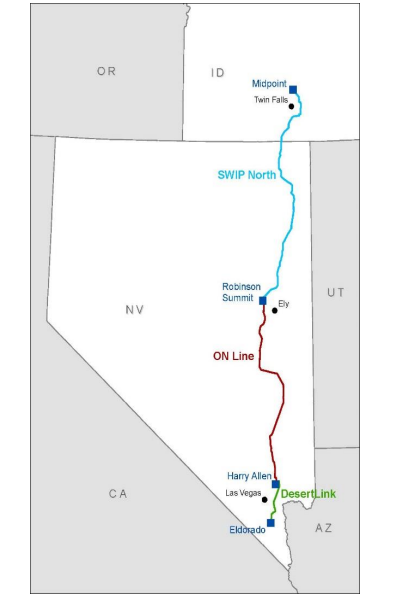 OR
ID
Midpoint
Twin Falls
SWIP North
Robinson
Summit
Ely
UT
NV
ON Line
Harry Allen
Las Vegas
DesertLink
CA
Eldorado
AZ